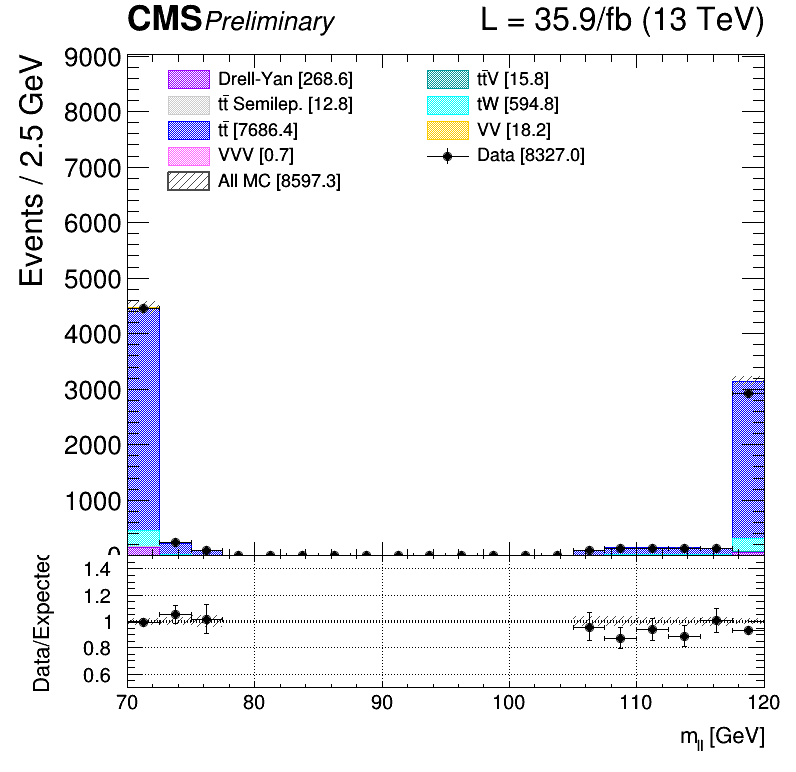 CMS Preliminary L = 35.9/fb (13 TeV)
Events / 2.5 GeV
9000
8000
7000
6000
5000
4000
3000
2000
1000
0
Drell-Yan [268.6]
tt̄ Semilep. [12.8]
tt̄ [7686.4]
VVV [0.7]
All MC [8597.3]
tt̄V [15.8]
tW [594.8]
VV [18.2]
Data [8327.0]
Data/Expected
1.4
1.2
1
0.8
0.6
70 80 90 100 110 120
m_ll [GeV]